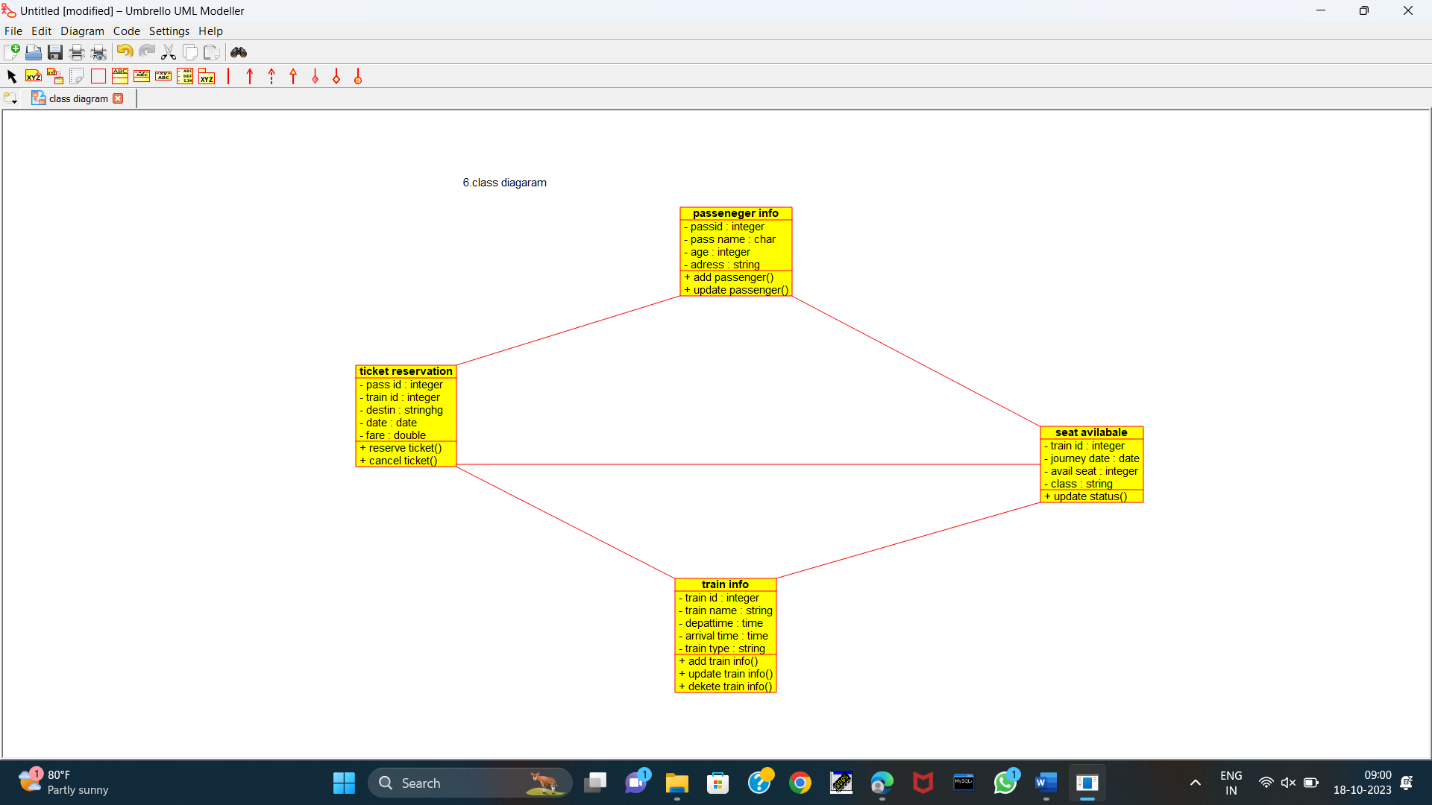 Untitled [modified] – Umbrello UML Modeller
File Edit Diagram Code Settings Help
class diagram
6.class diagaram
passeneger info
- passid : integer
- pass name : char
- age : integer
- adress : string
+ add passenger()
+ update passenger()
ticket reservation
- pass id : integer
- train id : integer
- destin : stringhg
- date : date
- fare : double
+ reserve ticket()
+ cancel ticket()
seat avilabale
- train id : integer
- journey date : date
- avail seat : integer
- class : string
+ update status()
train info
- train id : integer
- train name : string
- depattime : time
- arrival time : time
- train type : string
+ add train info()
+ update train info()
+ dekete train info()
1
80°F
Partly sunny
Search
1
1
ENG
IN
09:00
18-10-2023